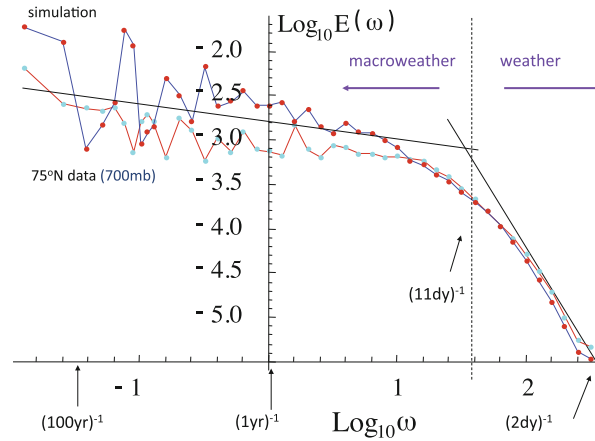 simulation
Log₁₀E(ω)
macroweather
weather
- 2.0
- 2.5
- 3.0
- 3.5
- 4.0
- 4.5
- 5.0
75ºN data (700mb)
(11dy)⁻¹
- 1
1
2
(100yr)⁻¹
(1yr)⁻¹
Log₁₀ω
(2dy)⁻¹